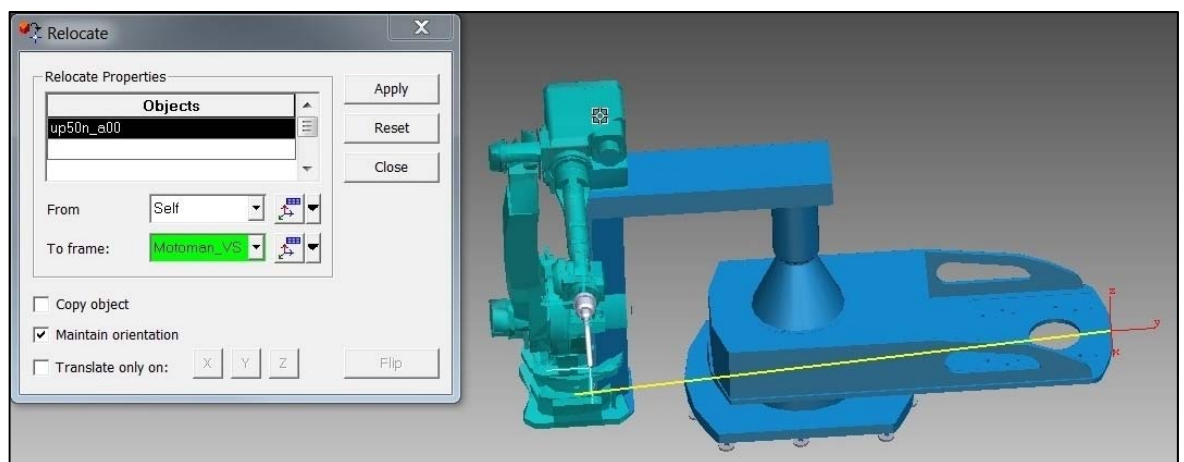 Relocate
X
Relocate Properties
Objects
up50n_a00
Apply
Reset
Close
From
Self
To frame:
Motoman_VS
Copy object
Maintain orientation
Translate only on:
X Y Z
Flip
z
y
x